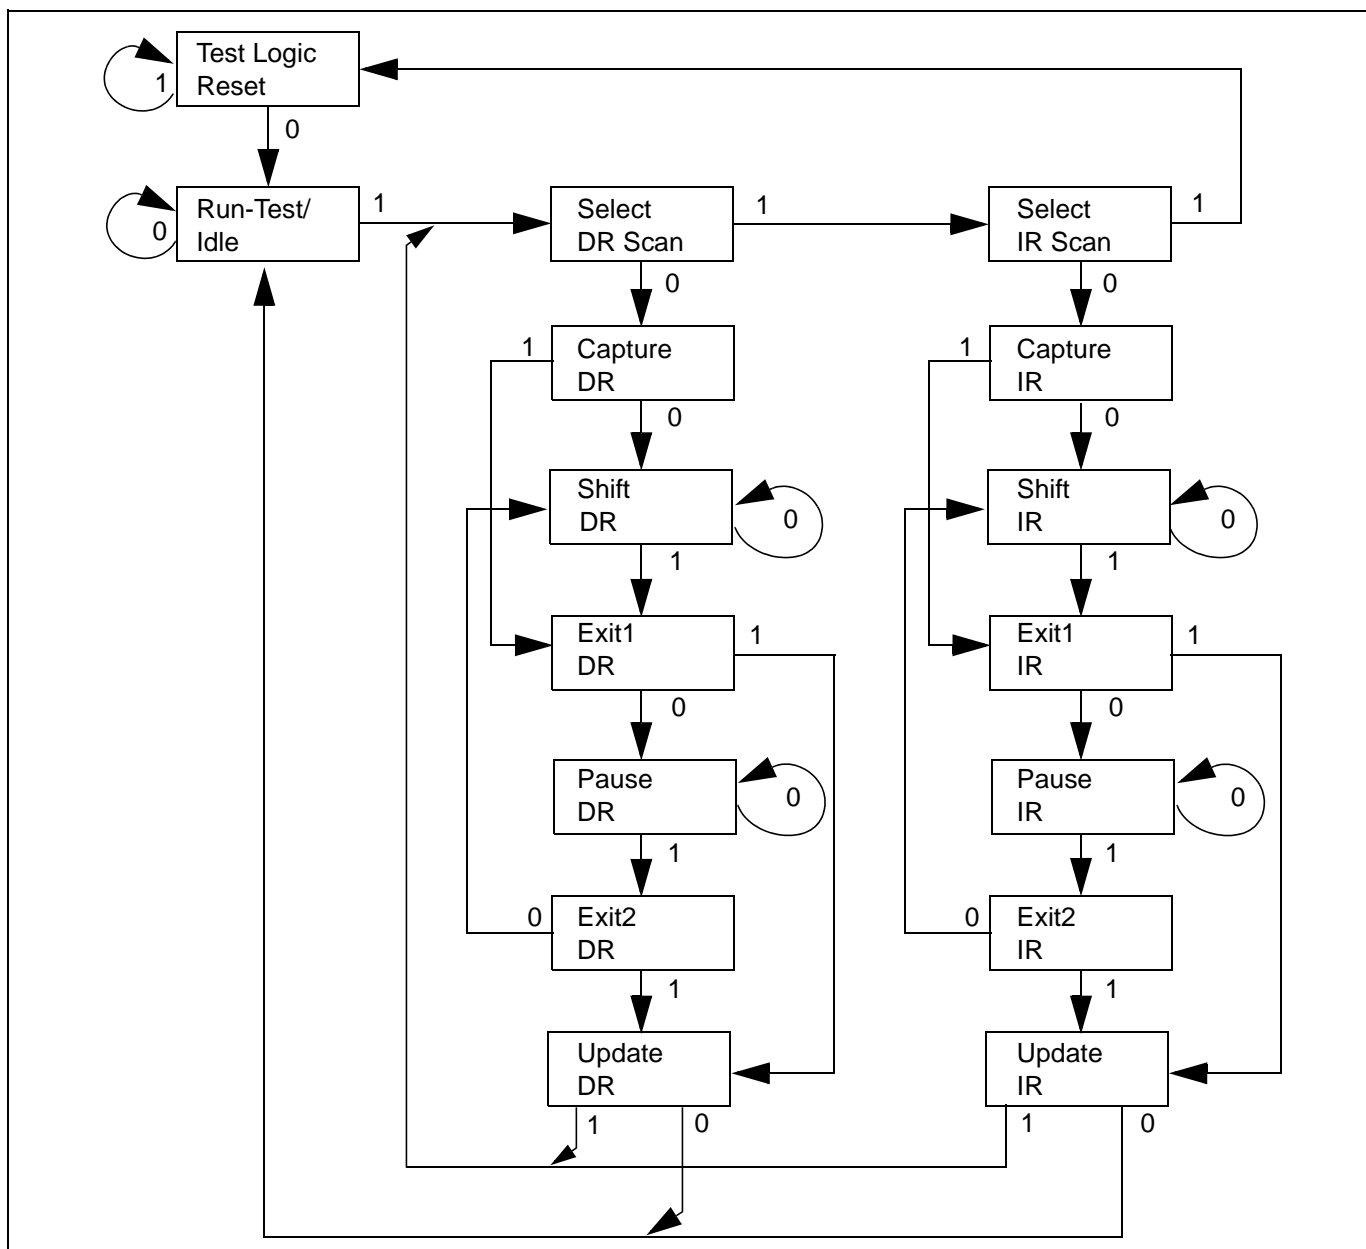 Test Logic
Reset
1
0
Run-Test/
Idle
0
1
Select
DR Scan
1
0
Select
IR Scan
1
0
Capture
DR
1
0
Capture
IR
1
0
Shift
DR
0
1
Shift
IR
0
1
Exit1
DR
1
0
Exit1
IR
1
0
Pause
DR
0
1
Pause
IR
0
1
Exit2
DR
0
1
Exit2
IR
0
1
Update
DR
1
0
Update
IR
1
0